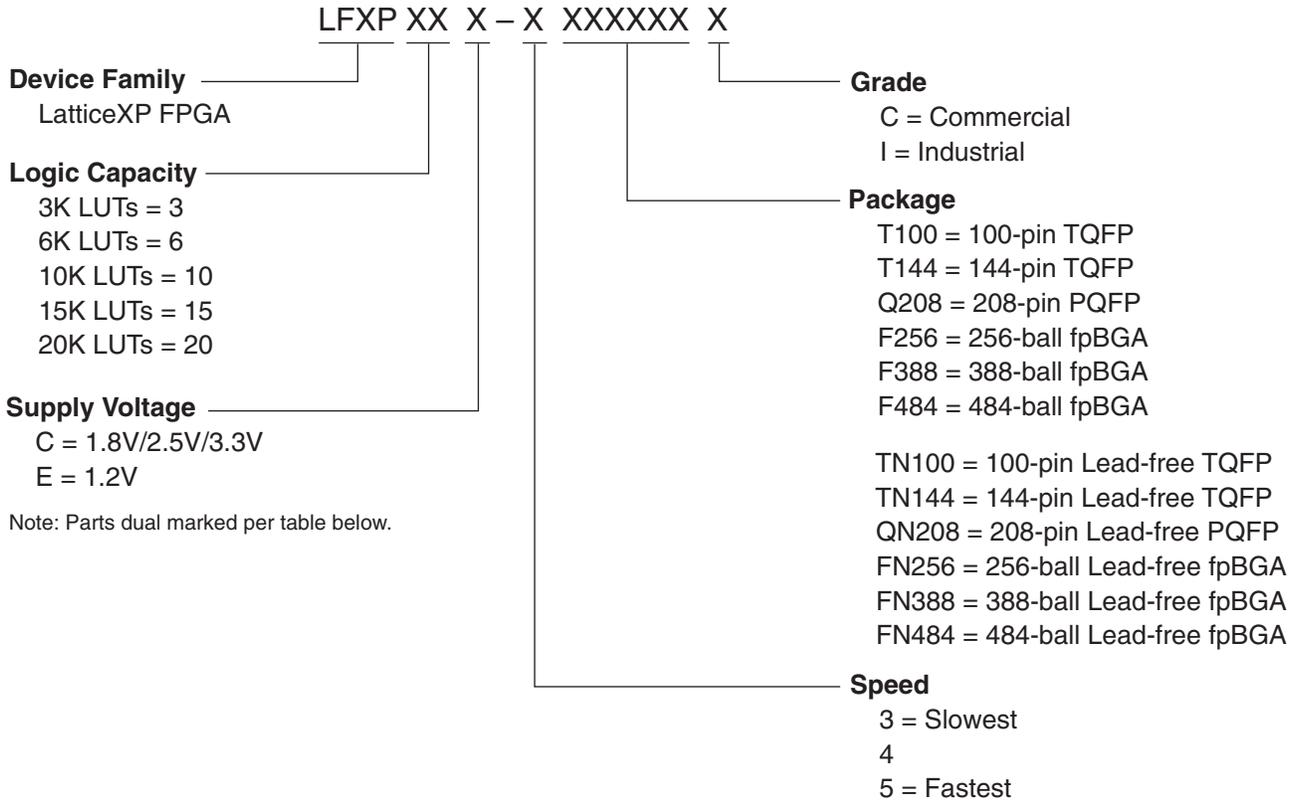 LFXP XX X – X XXXXXX X
Device Family
LatticeXP FPGA
Logic Capacity
3K LUTs = 3
6K LUTs = 6
10K LUTs = 10
15K LUTs = 15
20K LUTs = 20
Supply Voltage
C = 1.8V/2.5V/3.3V
E = 1.2V
Note: Parts dual marked per table below.
Grade
C = Commercial
I = Industrial
Package
T100 = 100-pin TQFP
T144 = 144-pin TQFP
Q208 = 208-pin PQFP
F256 = 256-ball fpBGA
F388 = 388-ball fpBGA
F484 = 484-ball fpBGA
TN100 = 100-pin Lead-free TQFP
TN144 = 144-pin Lead-free TQFP
QN208 = 208-pin Lead-free PQFP
FN256 = 256-ball Lead-free fpBGA
FN388 = 388-ball Lead-free fpBGA
FN484 = 484-ball Lead-free fpBGA
Speed
3 = Slowest
4
5 = Fastest